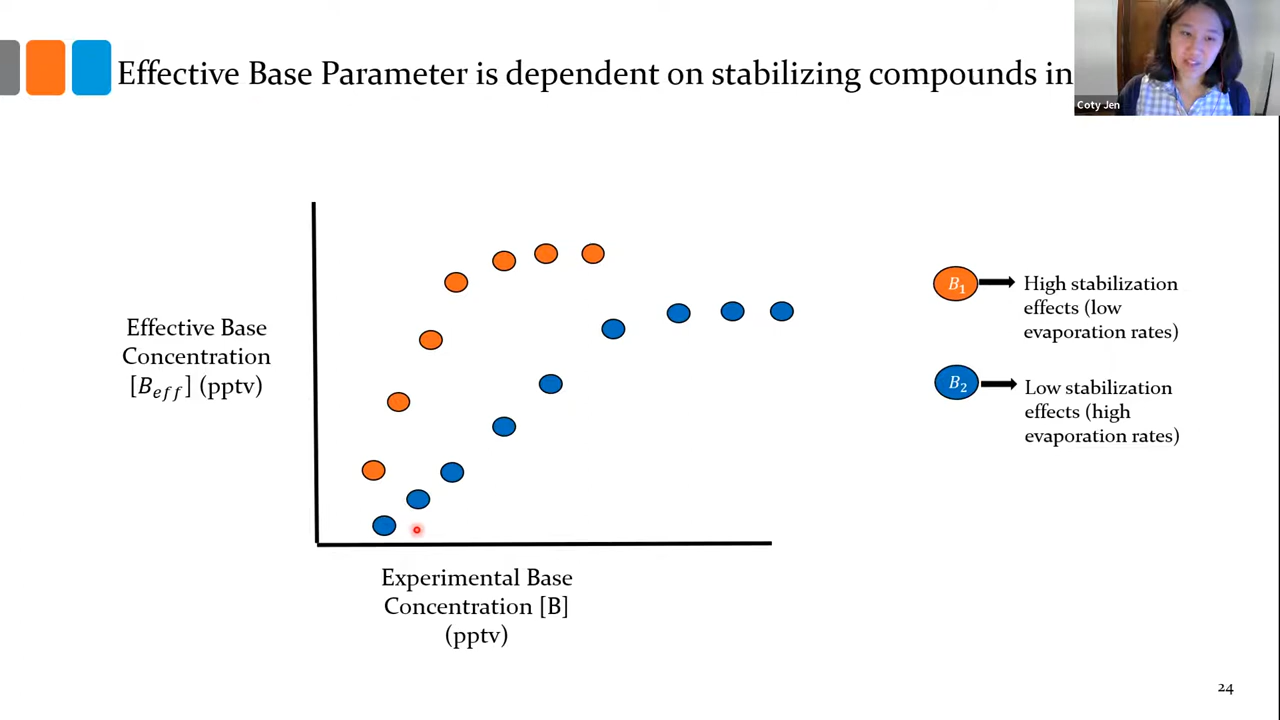 Effective Base Parameter is dependent on stabilizing compounds in
Coty Jen
Effective Base
Concentration
[B_eff] (pptv)
B₁
High stabilization
effects (low
evaporation rates)
B₂
Low stabilization
effects (high
evaporation rates)
Experimental Base
Concentration [B]
(pptv)
24